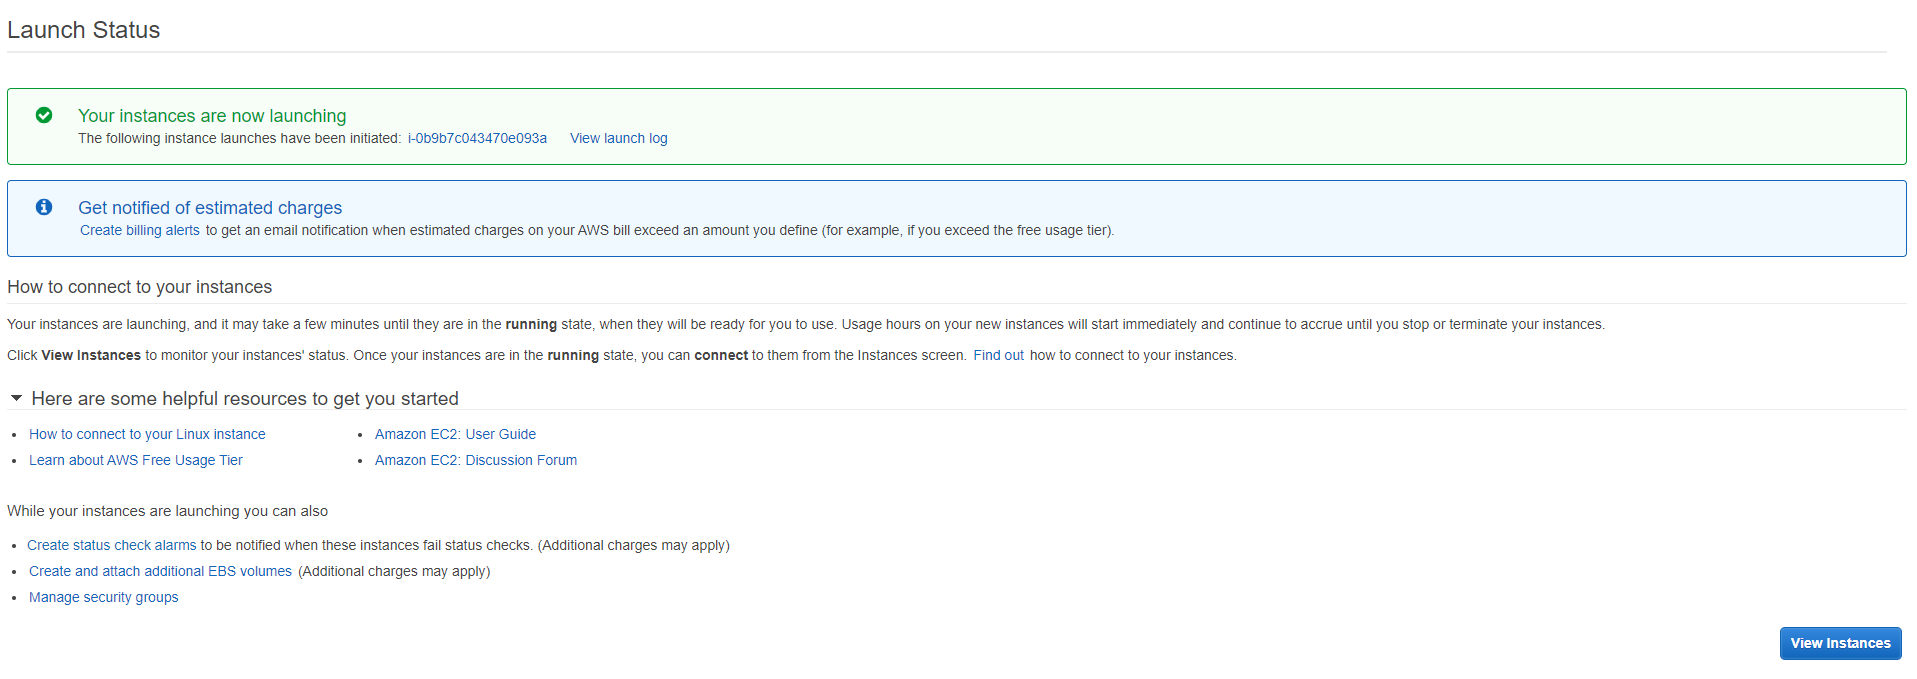 Launch Status
Your instances are now launching
The following instance launches have been initiated: i-0b9b7c043470e093a View launch log
Get notified of estimated charges
Create billing alerts to get an email notification when estimated charges on your AWS bill exceed an amount you define (for example, if you exceed the free usage tier).
How to connect to your instances
Your instances are launching, and it may take a few minutes until they are in the running state, when they will be ready for you to use. Usage hours on your new instances will start immediately and continue to accrue until you stop or terminate your instances.
Click View Instances to monitor your instances' status. Once your instances are in the running state, you can connect to them from the Instances screen. Find out how to connect to your instances.
Here are some helpful resources to get you started
• How to connect to your Linux instance
• Amazon EC2: User Guide
• Learn about AWS Free Usage Tier
• Amazon EC2: Discussion Forum
While your instances are launching you can also
• Create status check alarms to be notified when these instances fail status checks. (Additional charges may apply)
• Create and attach additional EBS volumes (Additional charges may apply)
• Manage security groups
View Instances